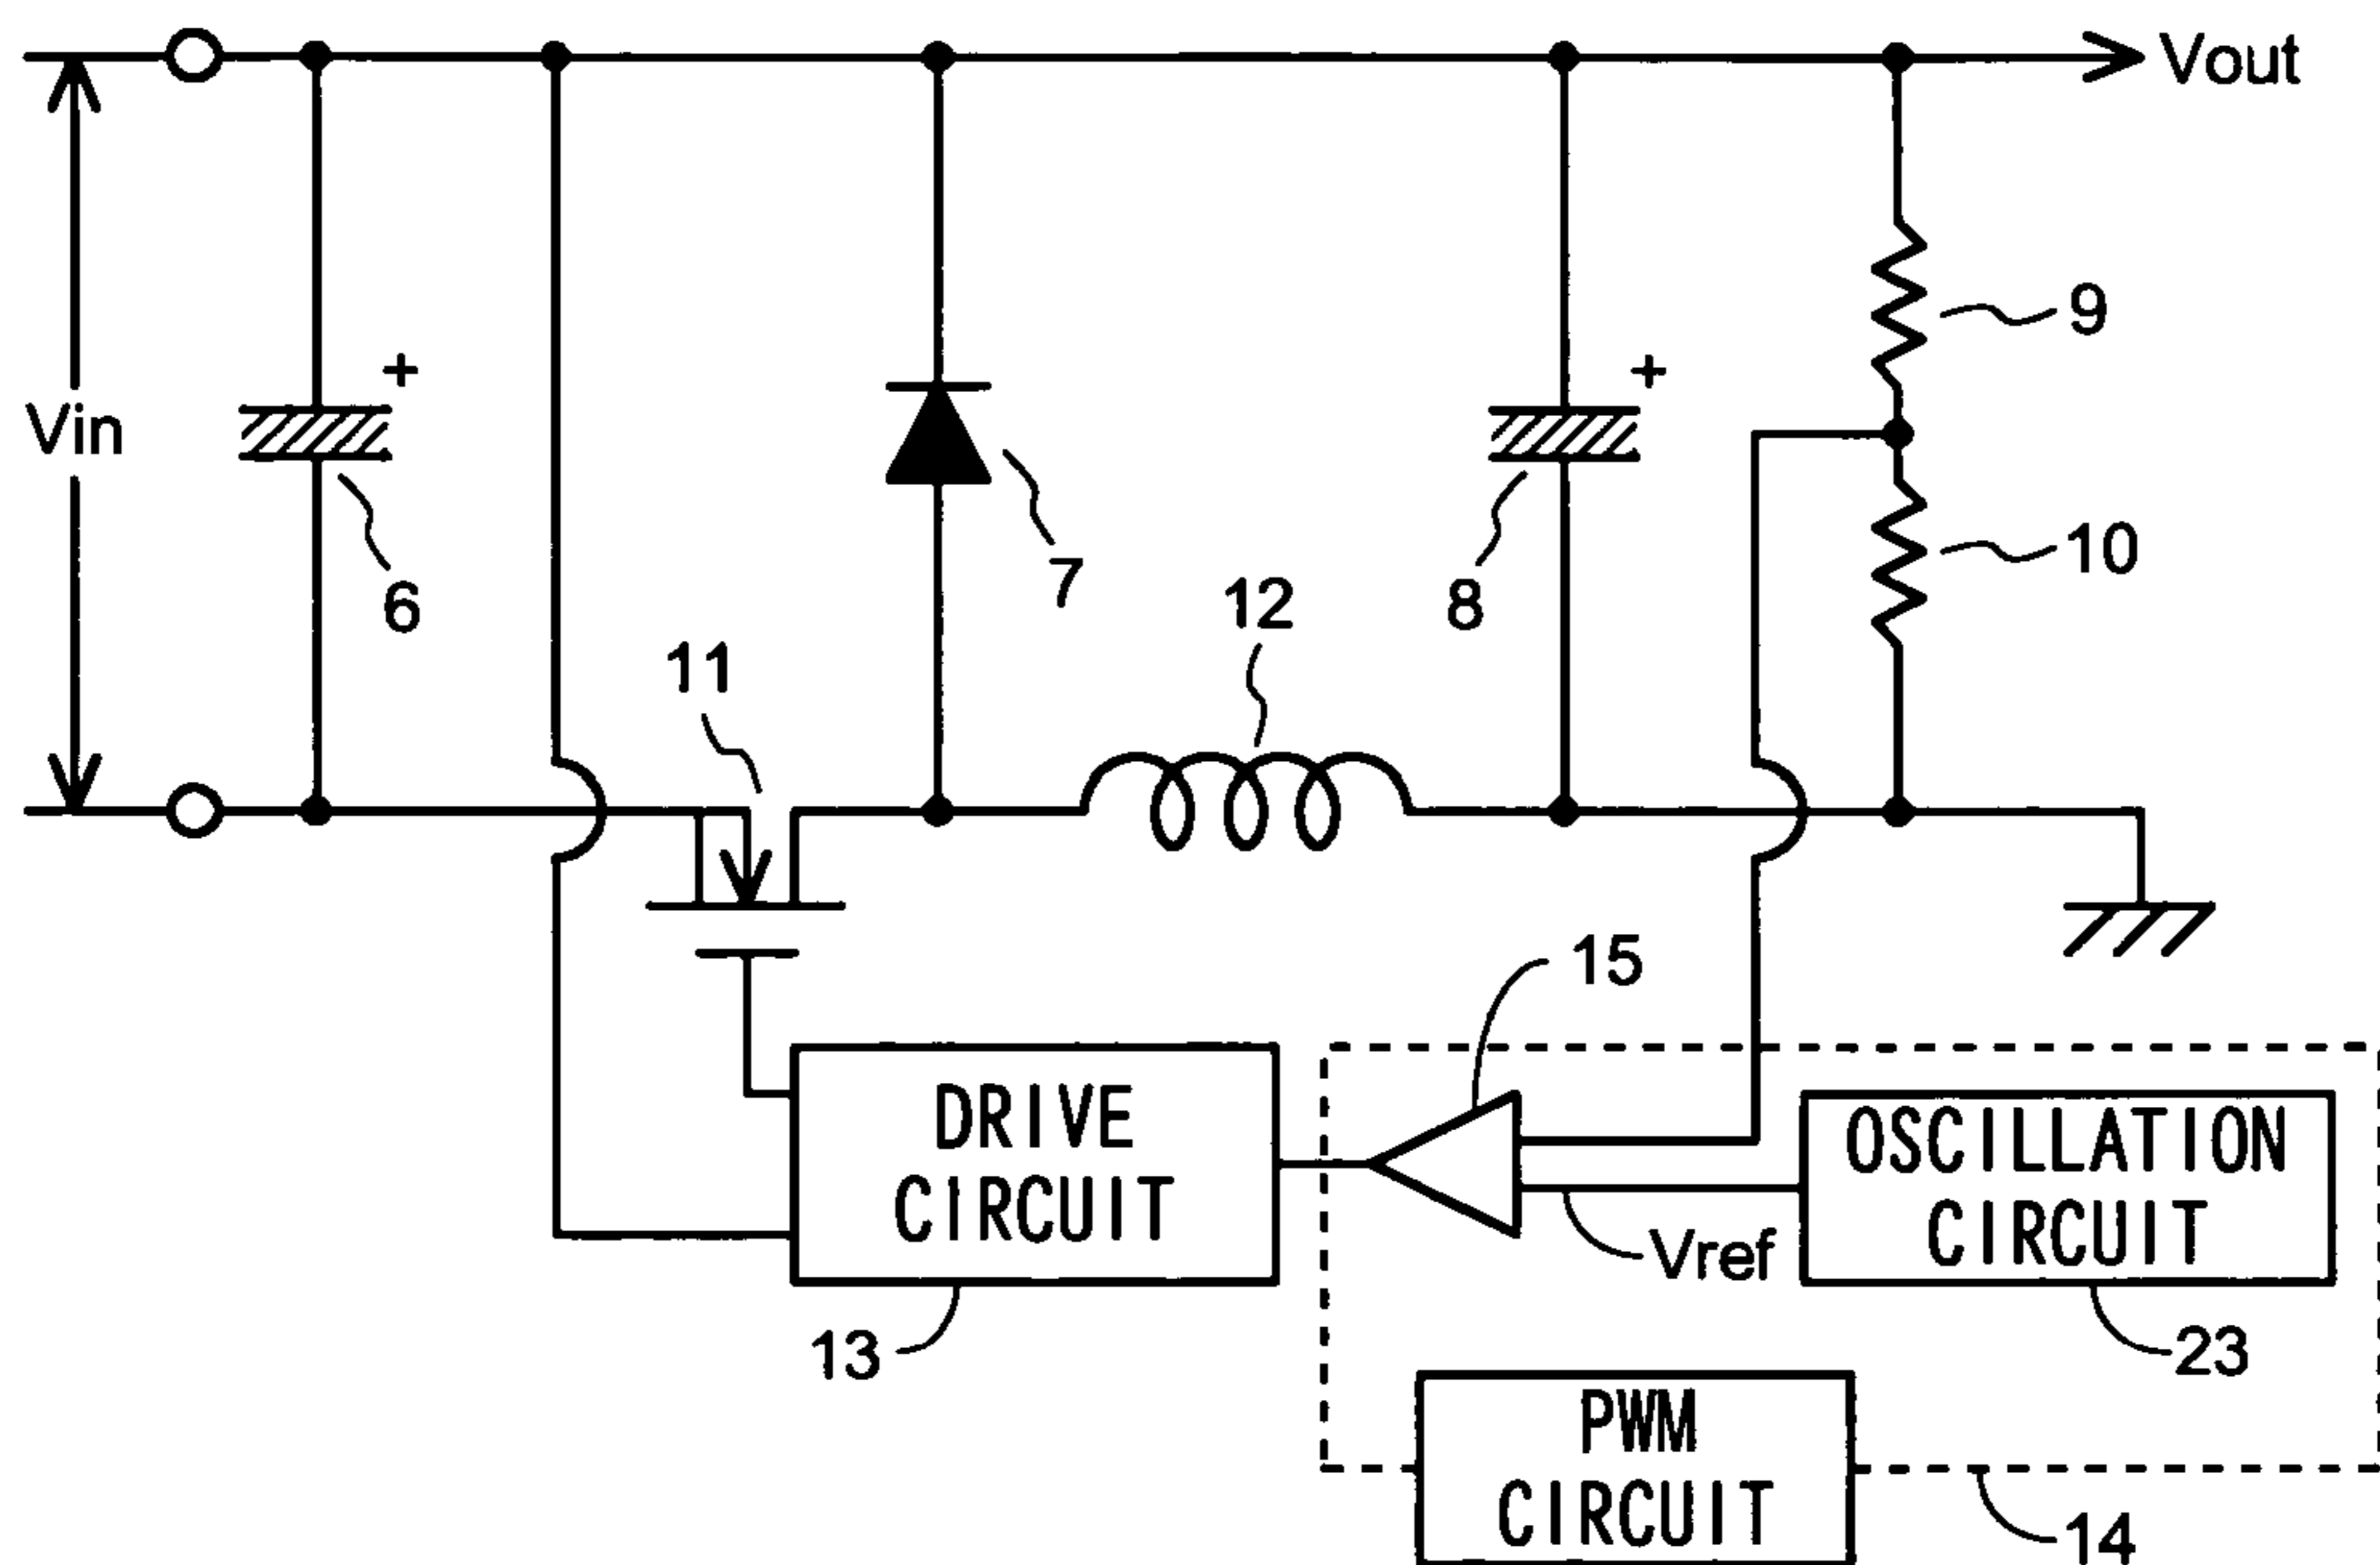 Vout
+
+
9
Vin
10
6
7
12
8
11
15
DRIVE
CIRCUIT
OSCILLATION
CIRCUIT
Vref
13
23
PWM
CIRCUIT
14